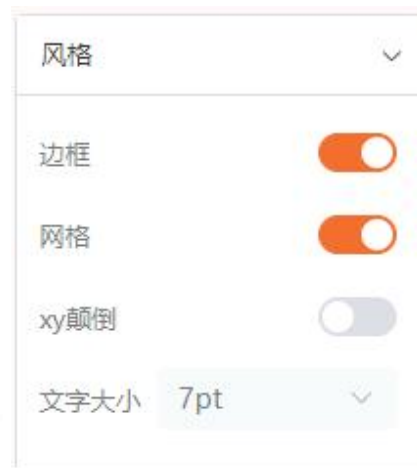 风格
边框
网格
xy颠倒
文字大小 7pt